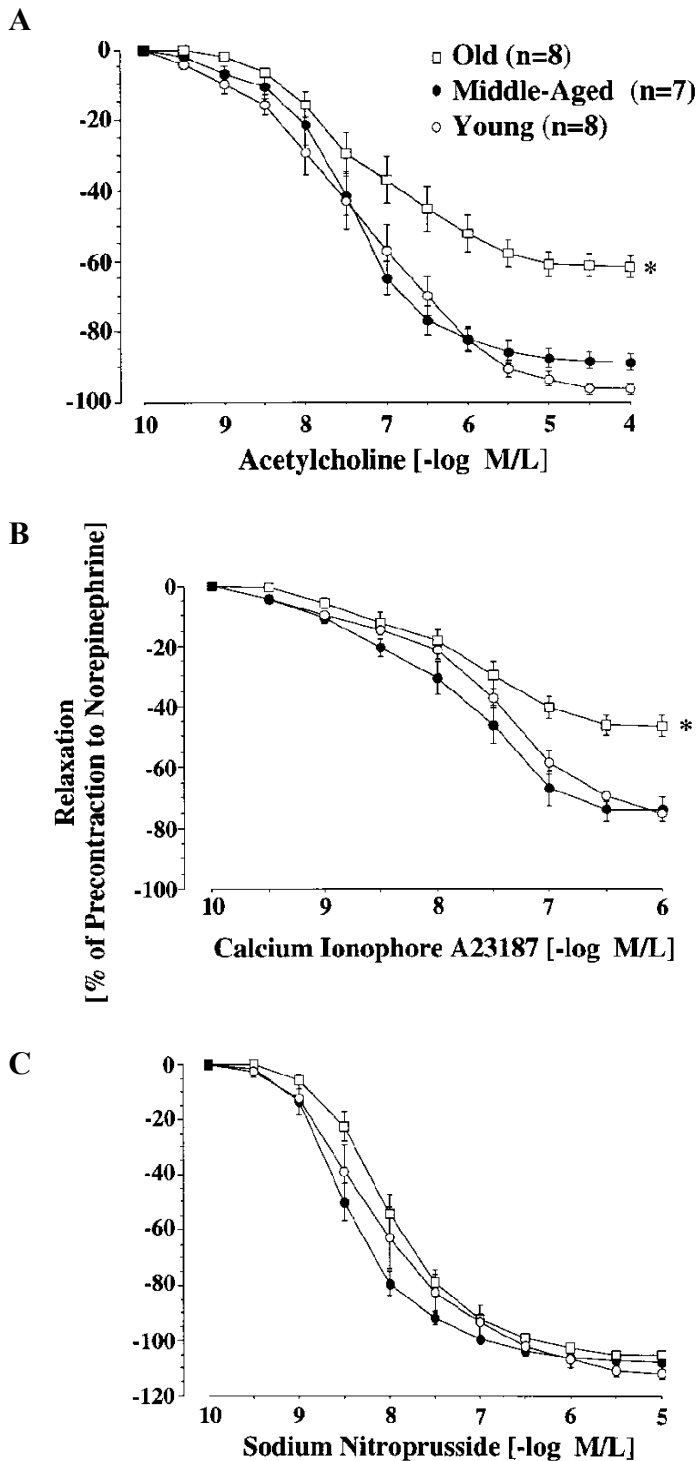 A
0
-20
-40
-60
-80
-100
Old (n=8)
Middle-Aged (n=7)
Young (n=8)
*
10 9 8 7 6 5 4
Acetylcholine [-log M/L]
B
Relaxation
[% of Precontraction to Norepinephrine]
0
-20
-40
-60
-80
-100
*
10 9 8 7 6
Calcium Ionophore A23187 [-log M/L]
C
0
-20
-40
-60
-80
-100
-120
10 9 8 7 6 5
Sodium Nitroprusside [-log M/L]